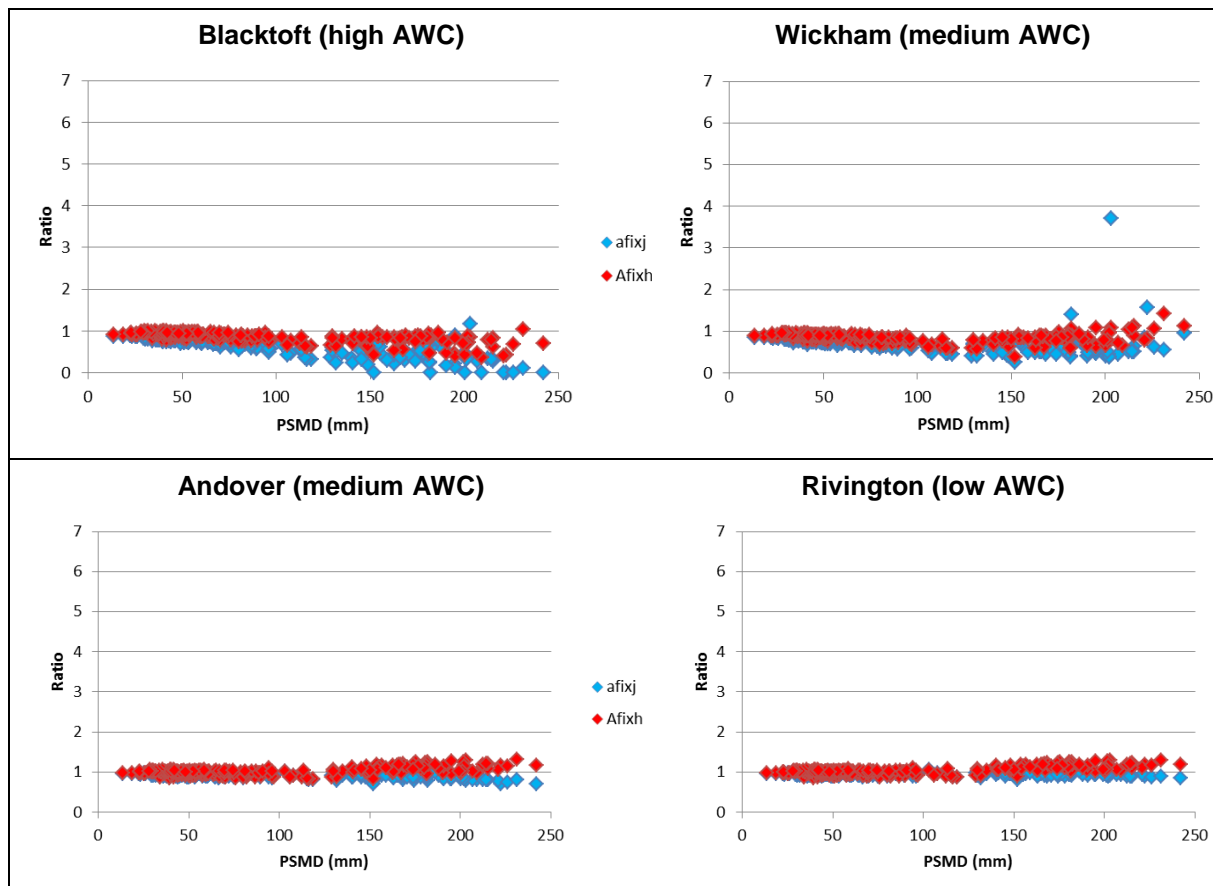 Blacktoft (high AWC)
7
6
5
4
3
2
1
0
Ratio
0 50 100 150 200 250
PSMD (mm)
afixj
Afixh
Wickham (medium AWC)
7
6
5
4
3
2
1
0
Ratio
0 50 100 150 200 250
PSMD (mm)
Andover (medium AWC)
7
6
5
4
3
2
1
0
Ratio
0 50 100 150 200 250
PSMD (mm)
afixj
Afixh
Rivington (low AWC)
7
6
5
4
3
2
1
0
Ratio
0 50 100 150 200 250
PSMD (mm)